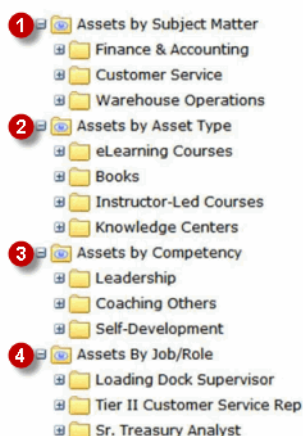 1 Assets by Subject Matter
Finance & Accounting
Customer Service
Warehouse Operations
2 Assets by Asset Type
eLearning Courses
Books
Instructor-Led Courses
Knowledge Centers
3 Assets by Competency
Leadership
Coaching Others
Self-Development
4 Assets By Job/Role
Loading Dock Supervisor
Tier II Customer Service Rep
Sr. Treasury Analyst